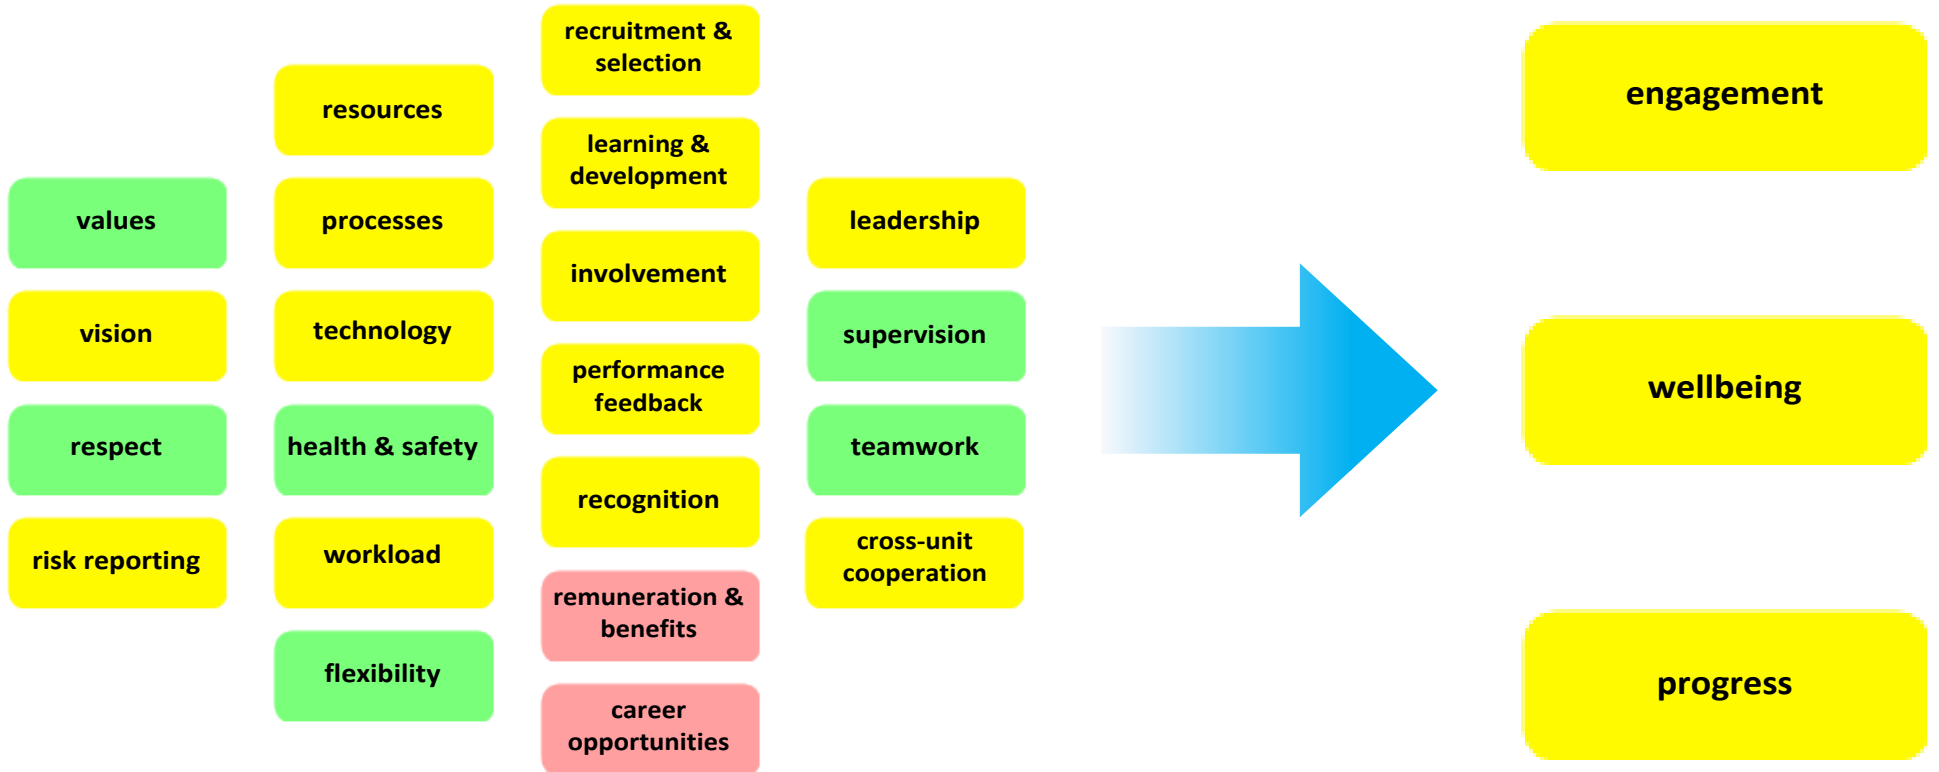 values
vision
respect
risk reporting
resources
processes
technology
health & safety
workload
flexibility
recruitment &
selection
learning &
development
involvement
performance
feedback
recognition
remuneration &
benefits
career
opportunities
leadership
supervision
teamwork
cross-unit
cooperation
engagement
wellbeing
progress